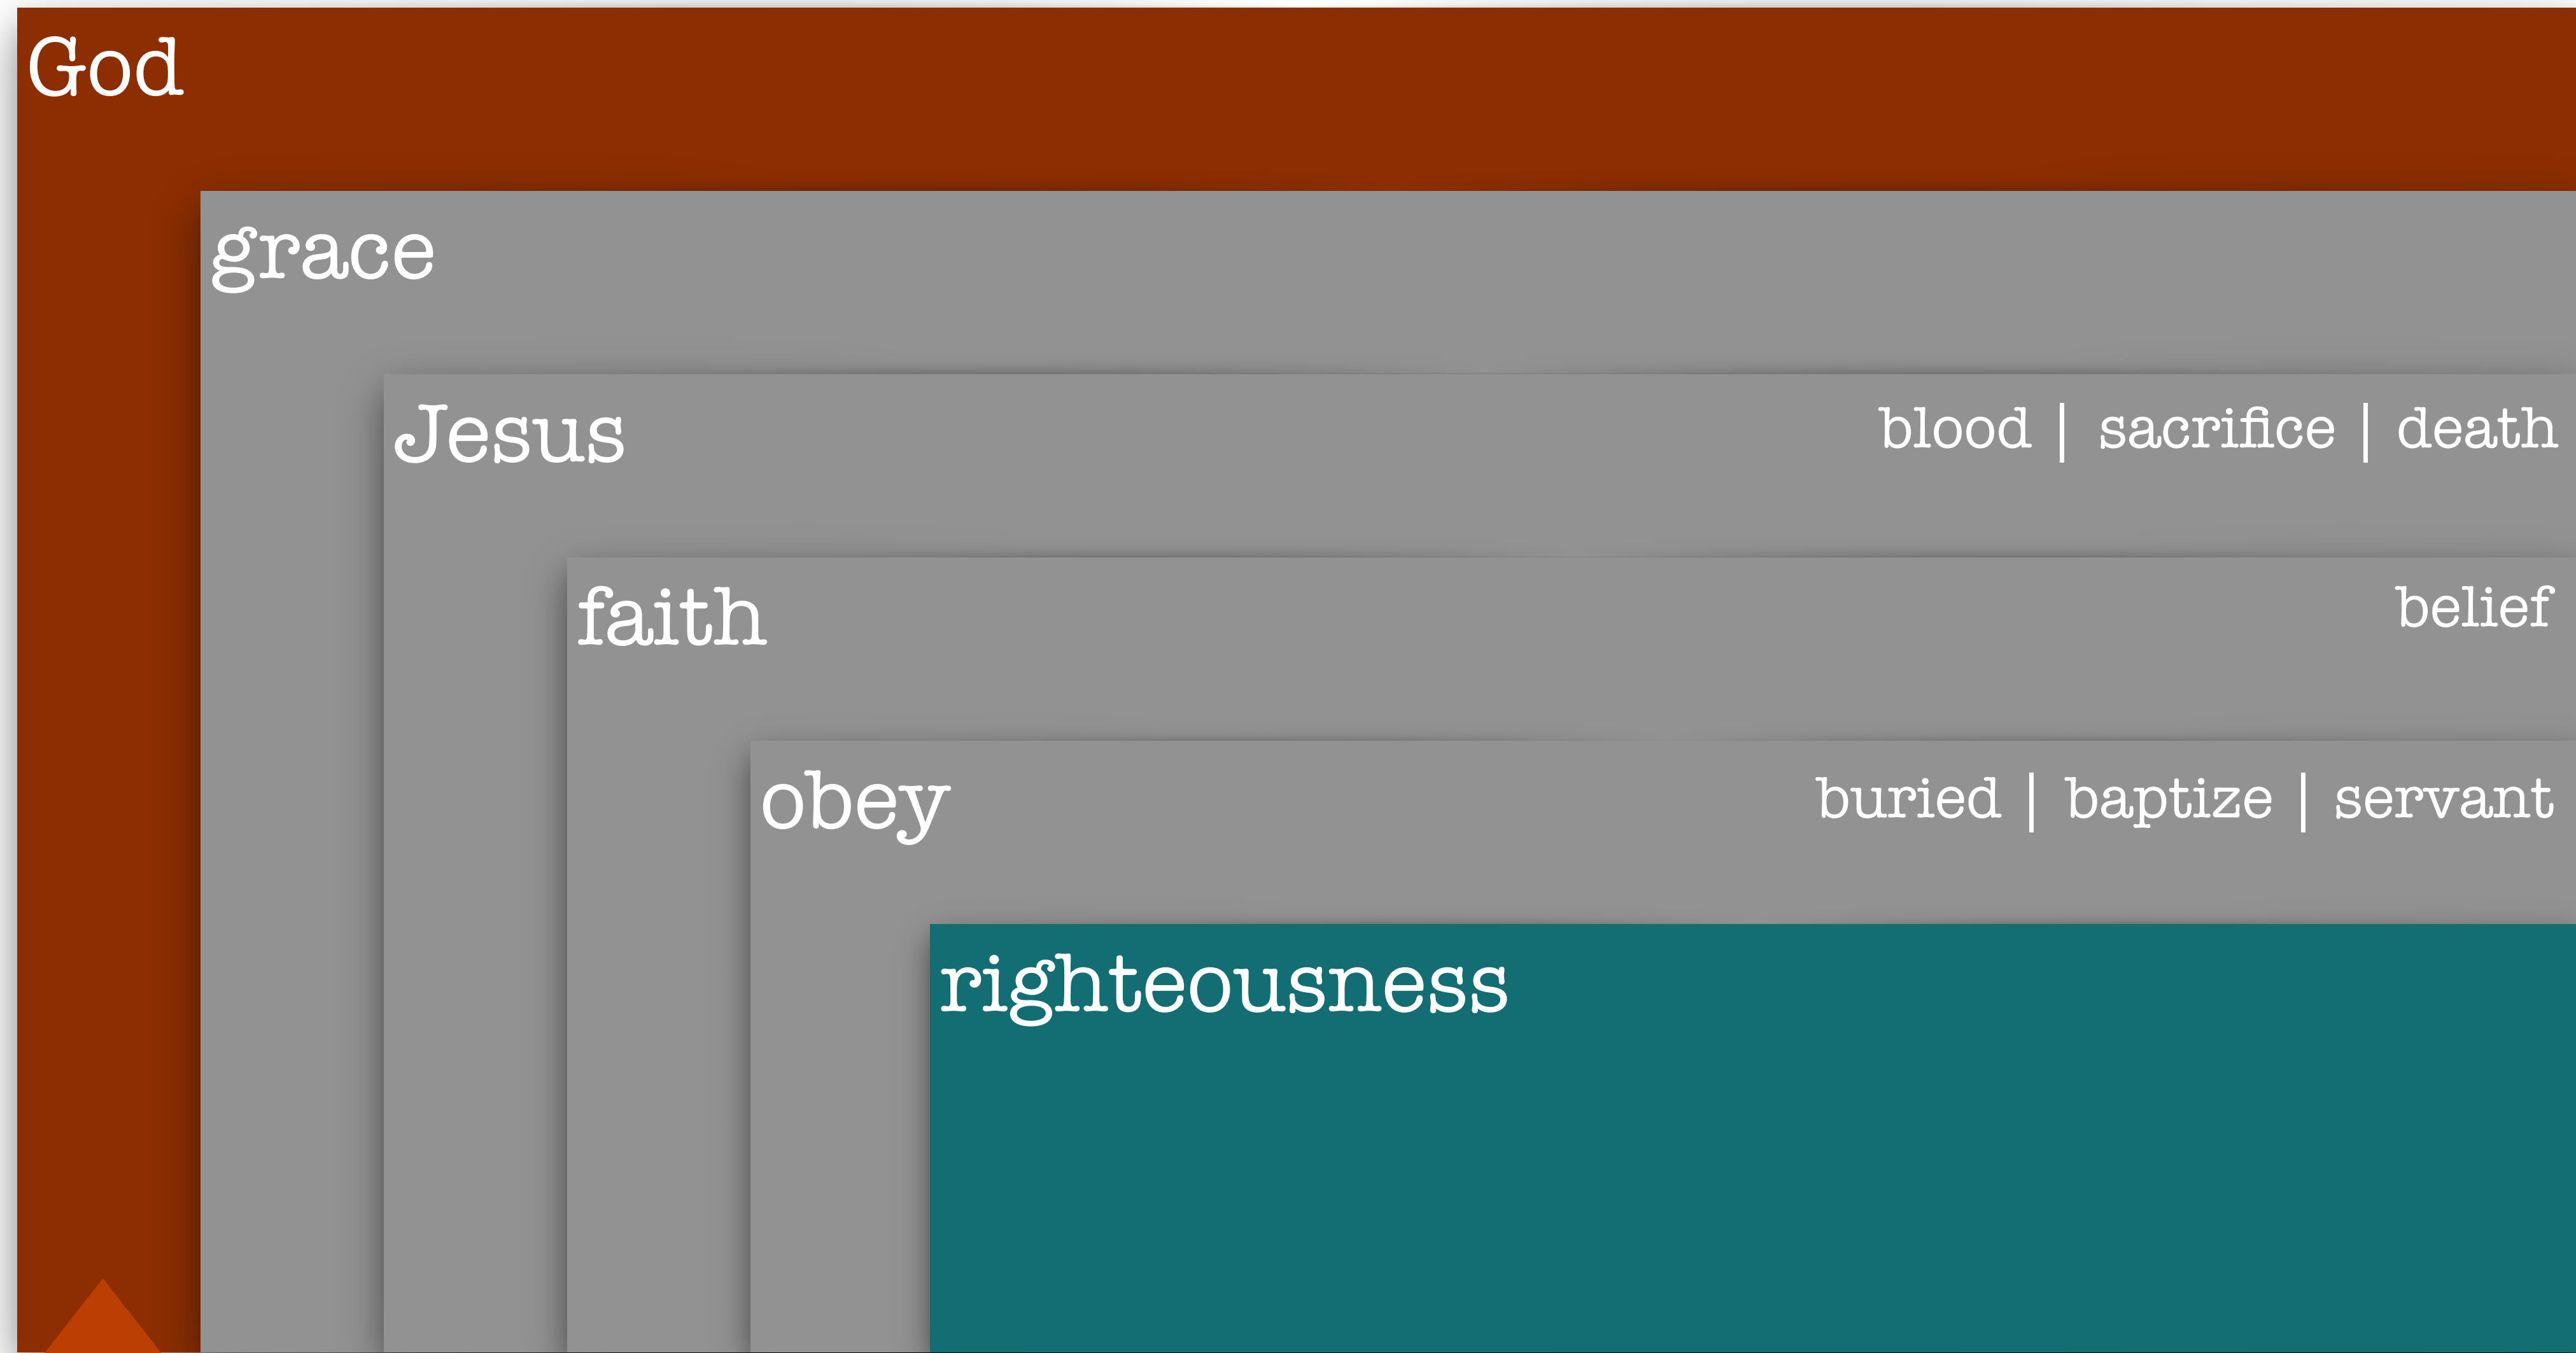 God
grace
Jesus blood | sacrifice | death
faith belief
obey buried | baptize | servant
righteousness